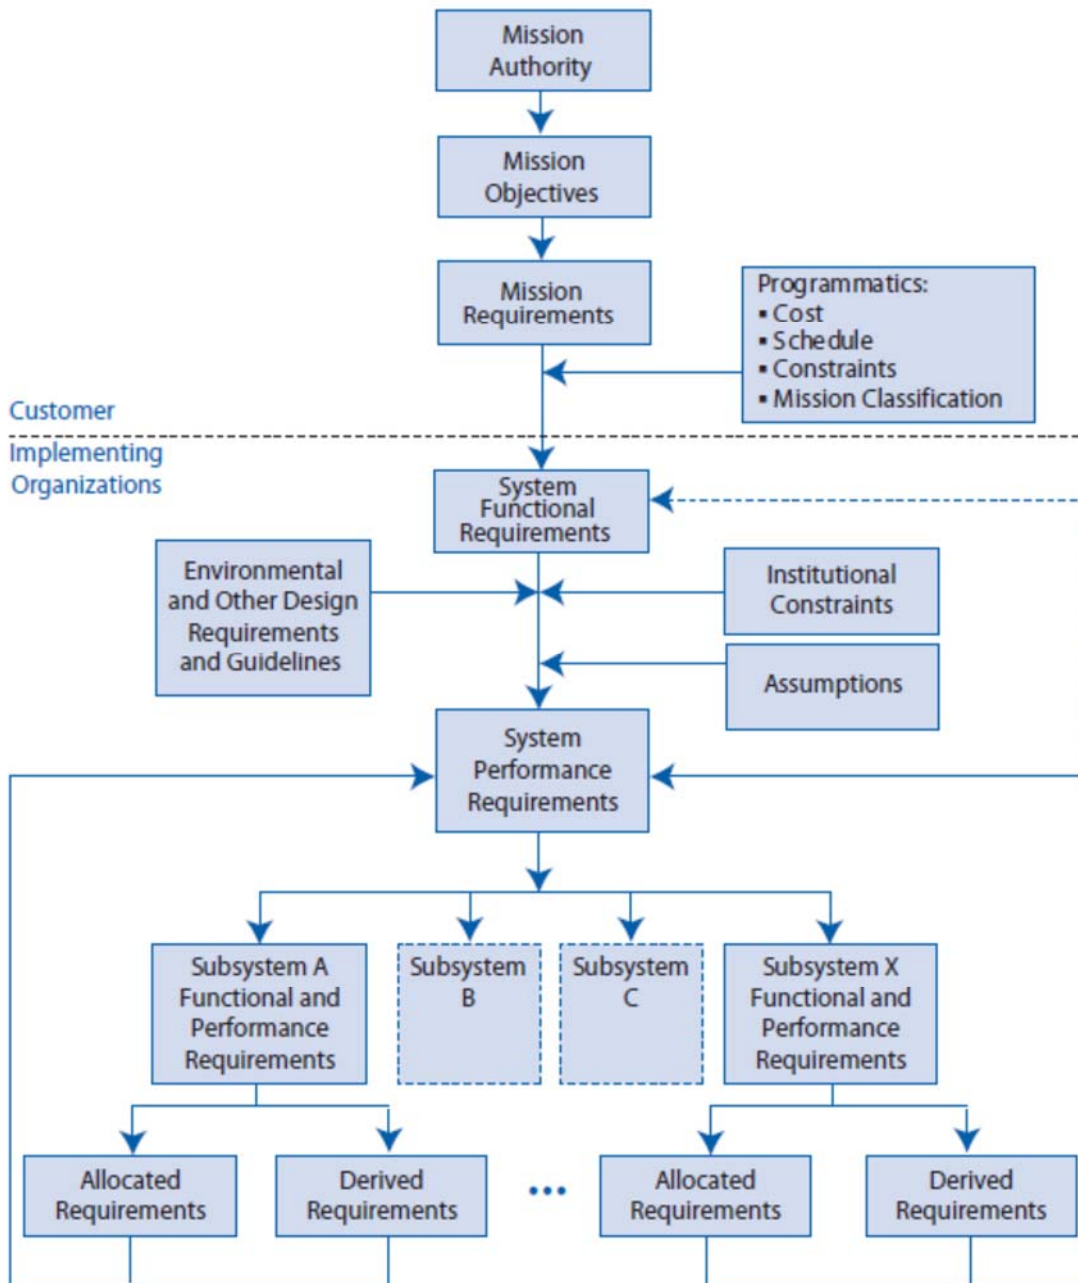 Mission
Authority
Mission
Objectives
Mission
Requirements
Programmatics:
▪ Cost
▪ Schedule
▪ Constraints
▪ Mission Classification
Customer
Implementing
Organizations
System
Functional
Requirements
Environmental
and Other Design
Requirements
and Guidelines
Institutional
Constraints
Assumptions
System
Performance
Requirements
Subsystem A
Functional and
Performance
Requirements
Subsystem
B
Subsystem
C
Subsystem X
Functional and
Performance
Requirements
Allocated
Requirements
Derived
Requirements
•••
Allocated
Requirements
Derived
Requirements